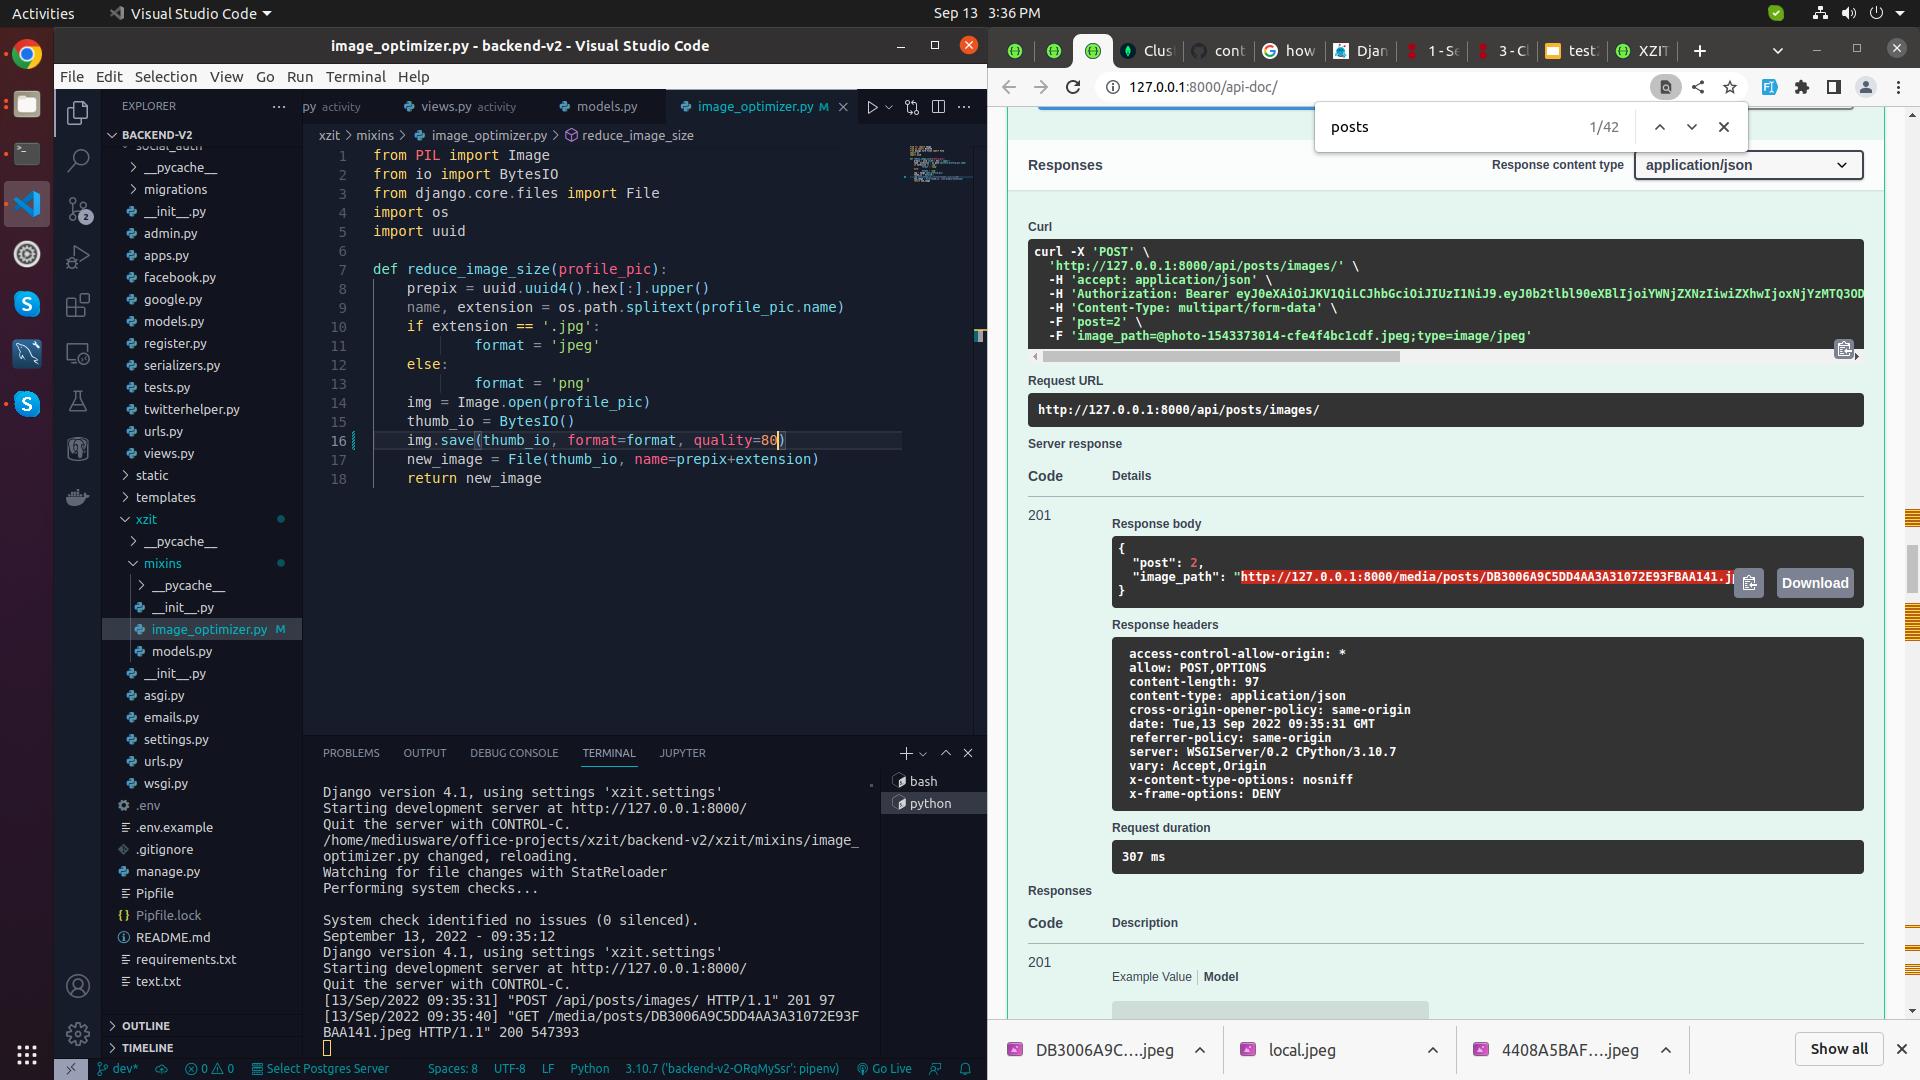 Activities
Visual Studio Code
Sep 13 3:36 PM
image_optimizer.py - backend-v2 - Visual Studio Code
File Edit Selection View Go Run Terminal Help
EXPLORER
BACKEND-V2
social_auth
__pycache__
migrations
__init__.py
admin.py
apps.py
facebook.py
google.py
models.py
register.py
serializers.py
tests.py
twitterhelper.py
urls.py
views.py
static
templates
xzit
__pycache__
mixins
__pycache__
__init__.py
image_optimizer.py M
models.py
__init__.py
asgi.py
emails.py
settings.py
urls.py
wsgi.py
.env
.env.example
.gitignore
manage.py
Pipfile
Pipfile.lock
README.md
requirements.txt
text.txt
OUTLINE
TIMELINE
2
py activity
views.py activity
models.py
image_optimizer.py M
xzit > mixins > image_optimizer.py > reduce_image_size
1 from PIL import Image
2 from io import BytesIO
3 from django.core.files import File
4 import os
5 import uuid
6
7 def reduce_image_size(profile_pic):
8 prepix = uuid.uuid4().hex[:].upper()
9 name, extension = os.path.splitext(profile_pic.name)
10 if extension == '.jpg':
11 format = 'jpeg'
12 else:
13 format = 'png'
14 img = Image.open(profile_pic)
15 thumb_io = BytesIO()
16 img.save(thumb_io, format=format, quality=80)
17 new_image = File(thumb_io, name=prepix+extension)
18 return new_image
PROBLEMS OUTPUT DEBUG CONSOLE TERMINAL JUPYTER
Django version 4.1, using settings 'xzit.settings'
Starting development server at http://127.0.0.1:8000/
Quit the server with CONTROL-C.
/home/mediusware/office-projects/xzit/backend-v2/xzit/mixins/image_
optimizer.py changed, reloading.
Watching for file changes with StatReloader
Performing system checks...
System check identified no issues (0 silenced).
September 13, 2022 - 09:35:12
Django version 4.1, using settings 'xzit.settings'
Starting development server at http://127.0.0.1:8000/
Quit the server with CONTROL-C.
[13/Sep/2022 09:35:31] "POST /api/posts/images/ HTTP/1.1" 201 97
[13/Sep/2022 09:35:40] "GET /media/posts/DB3006A9C5DD4AA3A31072E93F
BAA141.jpeg HTTP/1.1" 200 547393
bash
python
dev*
0 0
Select Postgres Server
Spaces: 8
UTF-8
LF
Python
3.10.7 ('backend-v2-ORqMySsr': pipenv)
Go Live
Clus
cont
how
Djan
1 - Se
3 - Cl
test
XZIT
127.0.0.1:8000/api-doc/
posts
1/42
Responses
Response content type
application/json
Curl
curl -X 'POST' \
'http://127.0.0.1:8000/api/posts/images/' \
-H 'accept: application/json' \
-H 'Authorization: Bearer eyJ0eXAiOiJKV1QiLCJhbGciOiJIUzI1NiJ9.eyJ0b2tlbl90eXBlIjoiYWNjZXNzIiwiZXhwIjoxNjYzMTQ3OD
-H 'Content-Type: multipart/form-data' \
-F 'post=2' \
-F 'image_path=@photo-1543373014-cfe4f4bc1cdf.jpeg;type=image/jpeg'
Request URL
http://127.0.0.1:8000/api/posts/images/
Server response
Code
Details
201
Response body
{
"post": 2,
"image_path": "http://127.0.0.1:8000/media/posts/DB3006A9C5DD4AA3A31072E93FBAA141.jp
}
Download
Response headers
access-control-allow-origin: *
allow: POST,OPTIONS
content-length: 97
content-type: application/json
cross-origin-opener-policy: same-origin
date: Tue,13 Sep 2022 09:35:31 GMT
referrer-policy: same-origin
server: WSGIServer/0.2 CPython/3.10.7
vary: Accept,Origin
x-content-type-options: nosniff
x-frame-options: DENY
Request duration
307 ms
Responses
Code
Description
201
Example Value
Model
DB3006A9C....jpeg
local.jpeg
4408A5BAF....jpeg
Show all